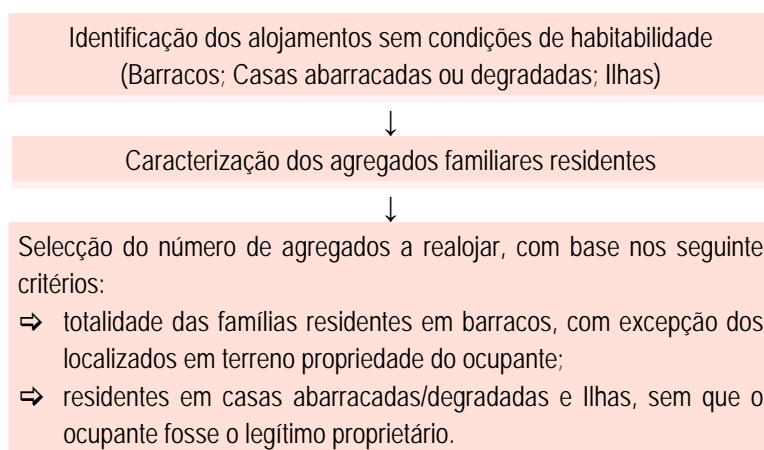 Identificação dos alojamentos sem condições de habitabilidade
(Barracos; Casas abarracadas ou degradadas; Ilhas)
↓
Caracterização dos agregados familiares residentes
↓
Selecção do número de agregados a realojar, com base nos seguinte
critérios:
⇨ totalidade das famílias residentes em barracos, com excepção dos
localizados em terreno propriedade do ocupante;
⇨ residentes em casas abarracadas/degradadas e Ilhas, sem que o
ocupante fosse o legítimo proprietário.